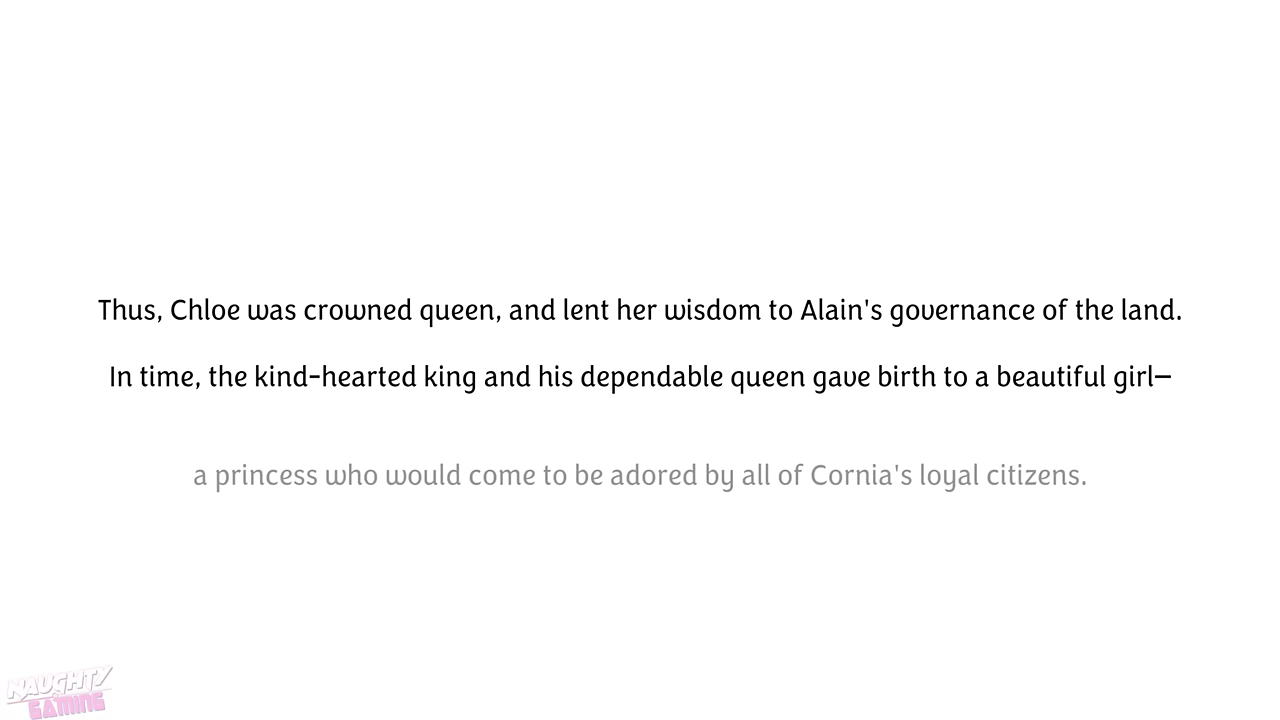 Thus, Chloe was crowned queen, and lent her wisdom to Alain's governance of the land.
In time, the kind-hearted king and his dependable queen gave birth to a beautiful girl—
a princess who would come to be adored by all of Cornia's loyal citizens.
NAUGHTY
GAMING